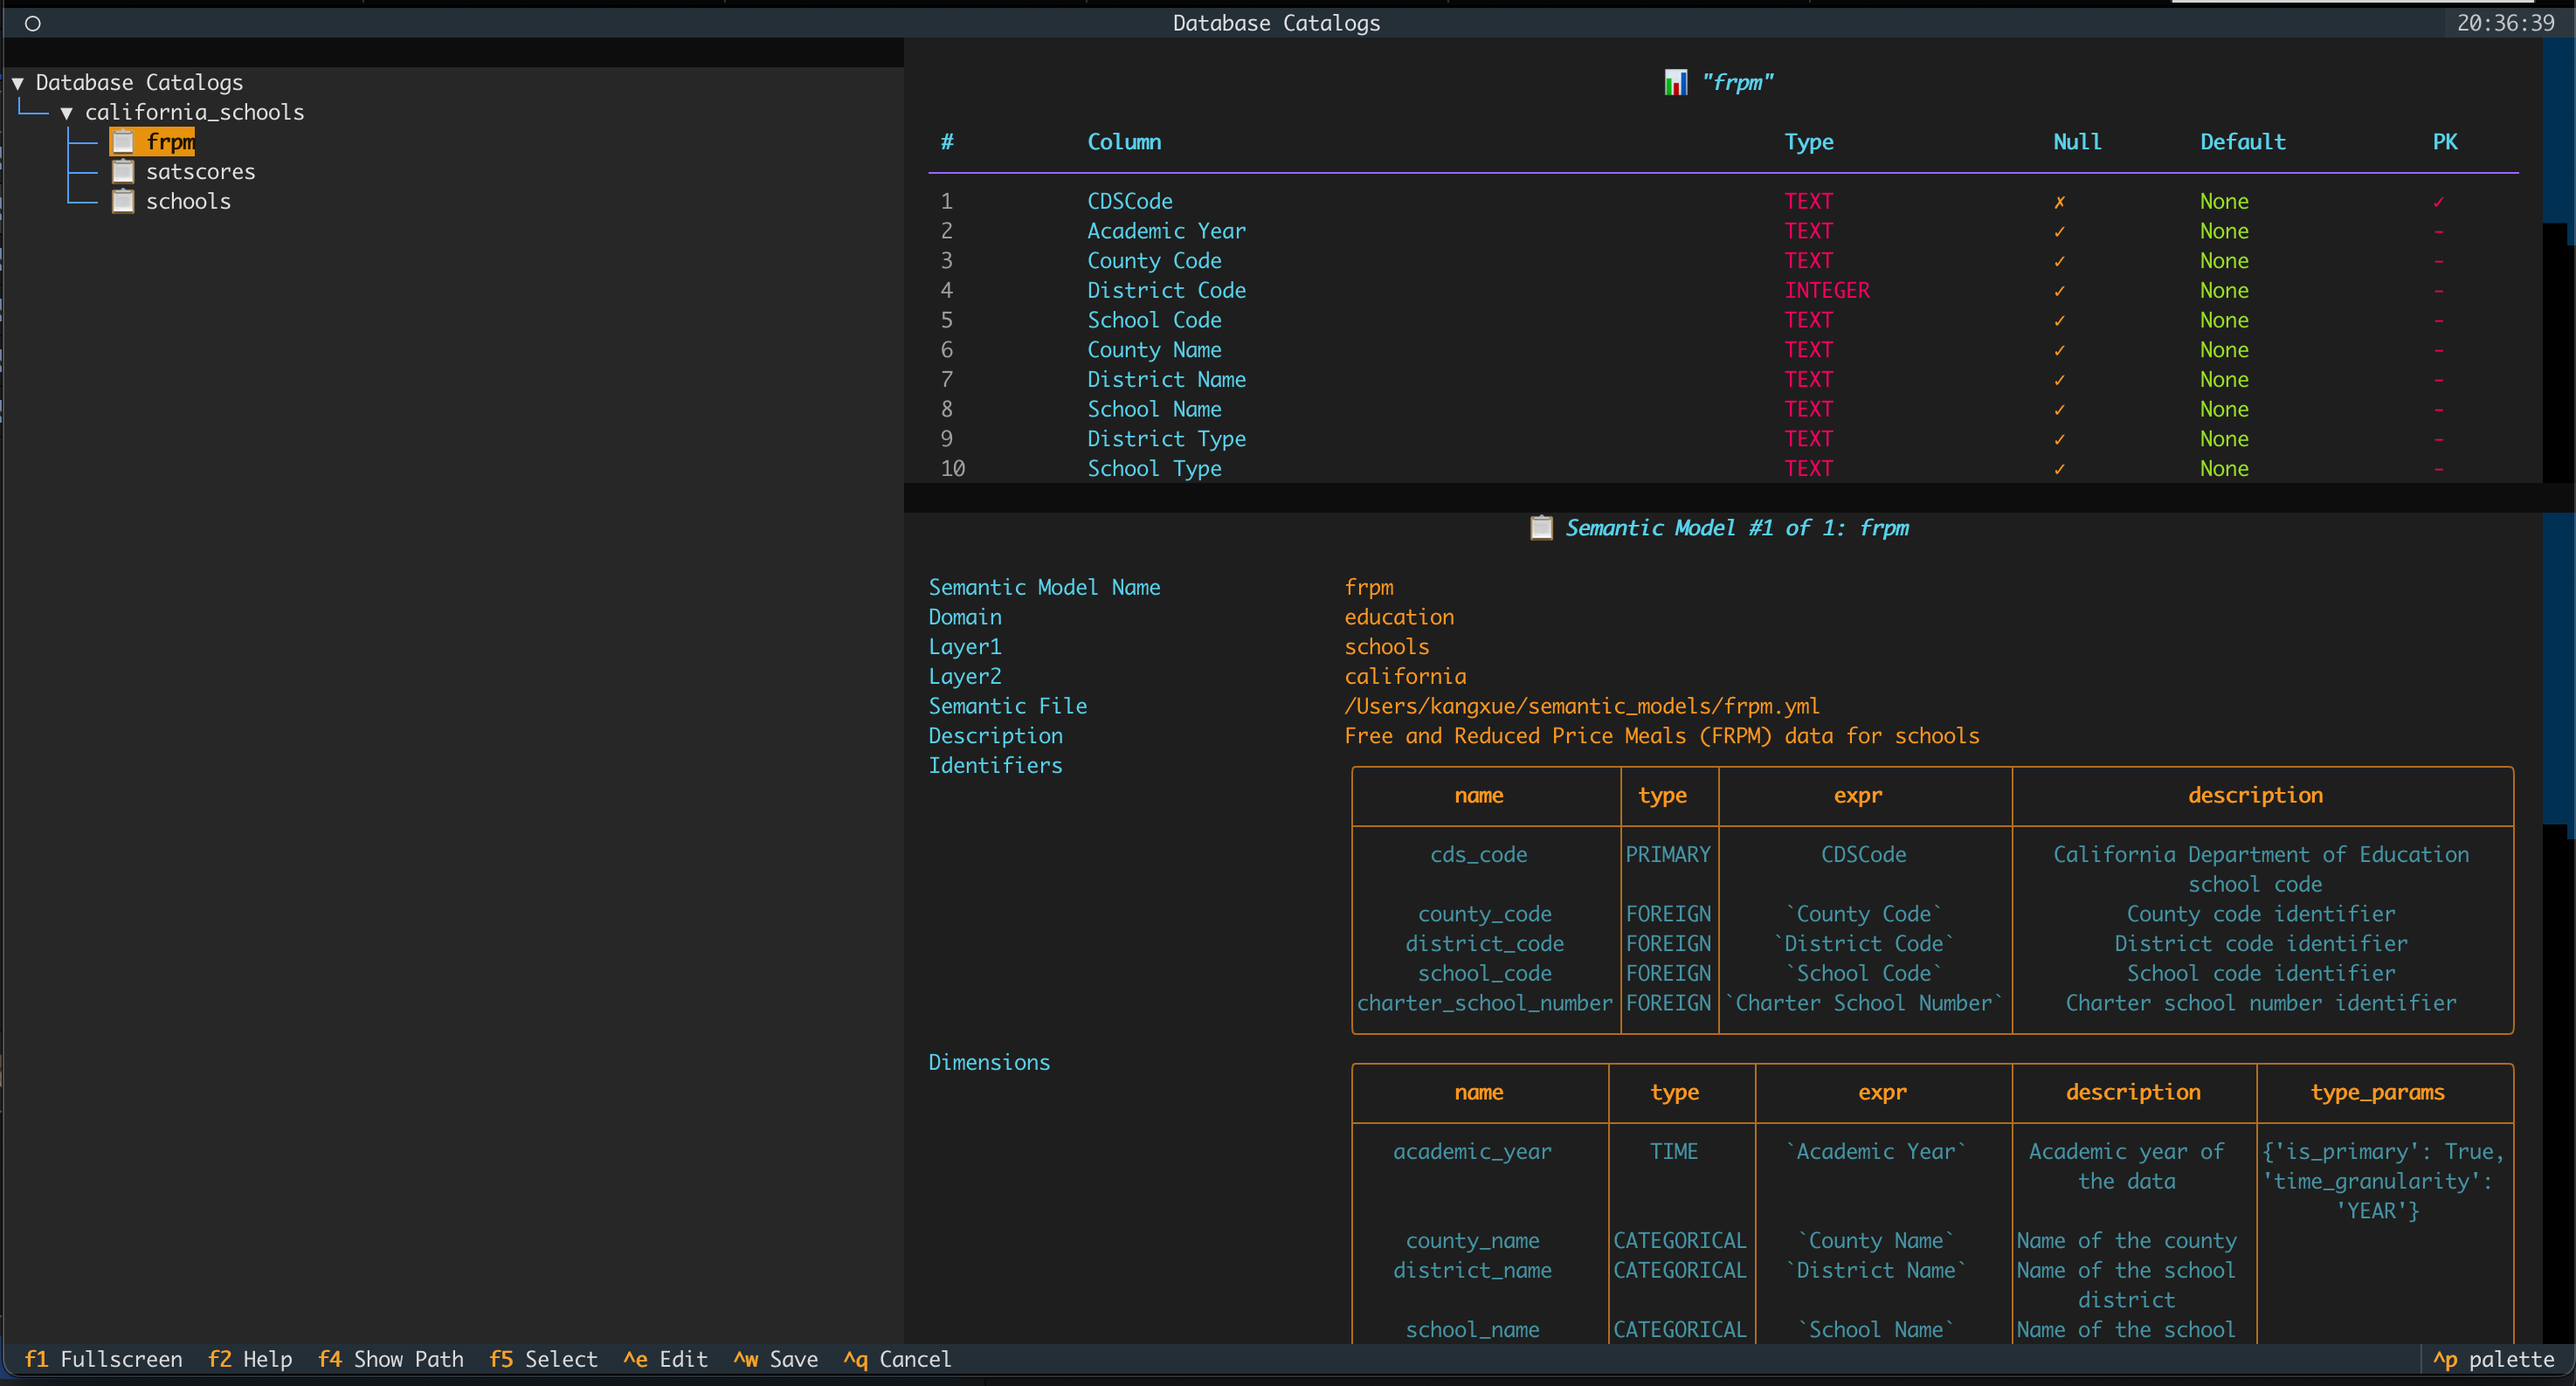 Database Catalogs
20:36:39
▼ Database Catalogs
▼ california_schools
frpm
satscores
schools
"frpm"
# Column Type Null Default PK
1 CDSCode TEXT ✗ None ✓
2 Academic Year TEXT ✓ None -
3 County Code TEXT ✓ None -
4 District Code INTEGER ✓ None -
5 School Code TEXT ✓ None -
6 County Name TEXT ✓ None -
7 District Name TEXT ✓ None -
8 School Name TEXT ✓ None -
9 District Type TEXT ✓ None -
10 School Type TEXT ✓ None -
Semantic Model #1 of 1: frpm
Semantic Model Name frpm
Domain education
Layer1 schools
Layer2 california
Semantic File /Users/kangxue/semantic_models/frpm.yml
Description Free and Reduced Price Meals (FRPM) data for schools
Identifiers
name type expr description
cds_code PRIMARY CDSCode California Department of Education
school code
county_code FOREIGN `County Code` County code identifier
district_code FOREIGN `District Code` District code identifier
school_code FOREIGN `School Code` School code identifier
charter_school_number FOREIGN `Charter School Number` Charter school number identifier
Dimensions
name type expr description type_params
academic_year TIME `Academic Year` Academic year of {'is_primary': True,
the data 'time_granularity':
'YEAR'}
county_name CATEGORICAL `County Name` Name of the county
district_name CATEGORICAL `District Name` Name of the school
district
school_name CATEGORICAL `School Name` Name of the school
f1 Fullscreen f2 Help f4 Show Path f5 Select ^e Edit ^w Save ^q Cancel ^p palette